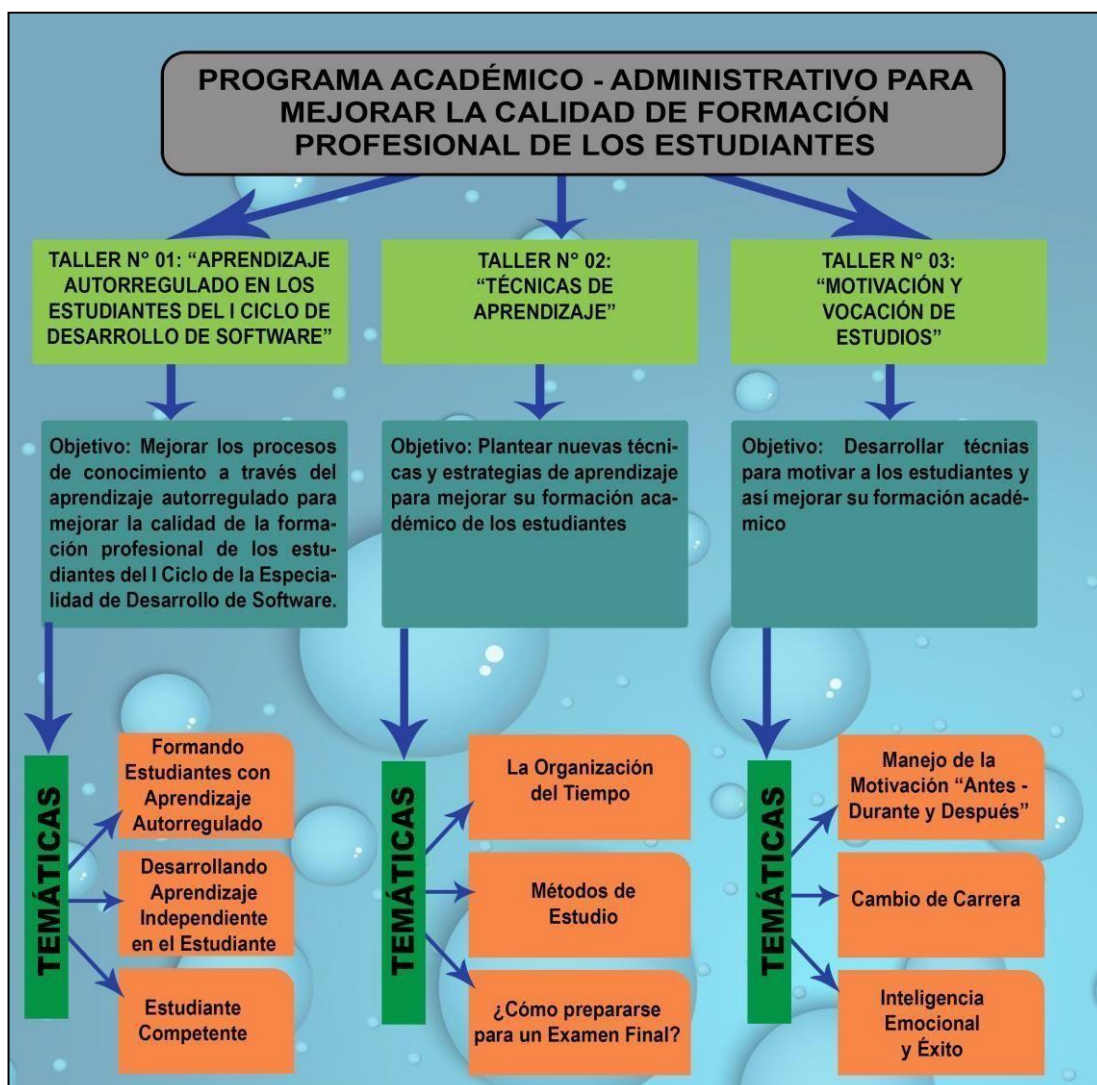 PROGRAMA ACADÉMICO - ADMINISTRATIVO PARA
MEJORAR LA CALIDAD DE FORMACIÓN
PROFESIONAL DE LOS ESTUDIANTES
TALLER N° 01: “APRENDIZAJE
AUTORREGULADO EN LOS
ESTUDIANTES DEL I CICLO DE
DESARROLLO DE SOFTWARE”
Objetivo: Mejorar los procesos
de conocimiento a través del
aprendizaje autorregulado para
mejorar la calidad de la forma-
ción profesional de los estu-
diantes del I Ciclo de la Especia-
lidad de Desarrollo de Software.
TEMÁTICAS
Formando
Estudiantes con
Aprendizaje
Autorregulado
Desarrollando
Aprendizaje
Independiente
en el Estudiante
Estudiante
Competente
TALLER N° 02:
“TÉCNICAS DE
APRENDIZAJE”
Objetivo: Plantear nuevas técni-
cas y estrategias de aprendizaje
para mejorar su formación aca-
démico de los estudiantes
TEMÁTICAS
La Organización
del Tiempo
Métodos de
Estudio
¿Cómo prepararse
para un Examen Final?
TALLER N° 03:
“MOTIVACIÓN Y
VOCACIÓN DE
ESTUDIOS”
Objetivo: Desarrollar técnias
para motivar a los estudiantes y
así mejorar su formación acadé-
mico
TEMÁTICAS
Manejo de la
Motivación “Antes -
Durante y Después”
Cambio de Carrera
Inteligencia
Emocional
y Éxito